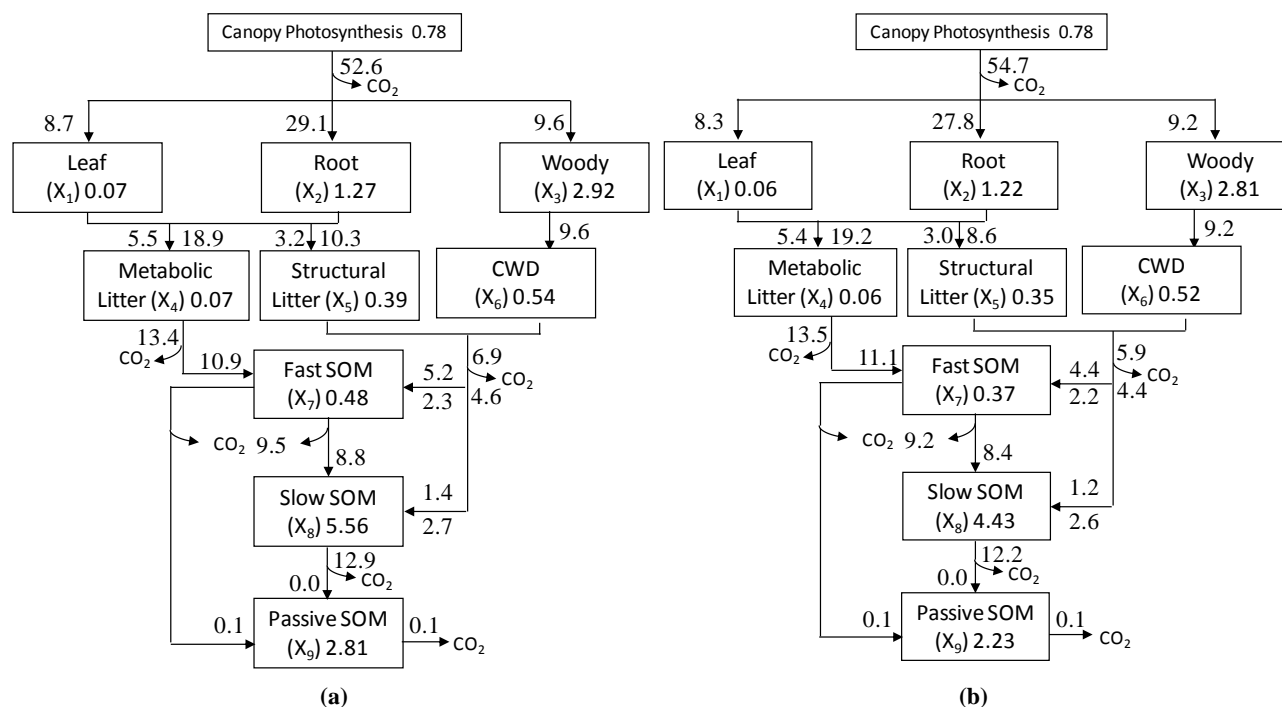 Canopy Photosynthesis 0.78
52.6
CO2
8.7
29.1
9.6
Leaf
(X1) 0.07
Root
(X2) 1.27
Woody
(X3) 2.92
5.5
18.9
3.2
10.3
9.6
Metabolic
Litter (X4) 0.07
Structural
Litter (X5) 0.39
CWD
(X6) 0.54
13.4
CO2
10.9
6.9
CO2
Fast SOM
(X7) 0.48
5.2
2.3
4.6
CO2 9.5
8.8
Slow SOM
(X8) 5.56
1.4
2.7
12.9
CO2
0.0
Passive SOM
(X9) 2.81
0.1
0.1
CO2
(a)
Canopy Photosynthesis 0.78
54.7
CO2
8.3
27.8
9.2
Leaf
(X1) 0.06
Root
(X2) 1.22
Woody
(X3) 2.81
5.4
19.2
3.0
8.6
9.2
Metabolic
Litter (X4) 0.06
Structural
Litter (X5) 0.35
CWD
(X6) 0.52
13.5
CO2
11.1
5.9
CO2
Fast SOM
(X7) 0.37
4.4
2.2
4.4
CO2 9.2
8.4
Slow SOM
(X8) 4.43
1.2
2.6
12.2
CO2
0.0
Passive SOM
(X9) 2.23
0.1
0.1
CO2
(b)